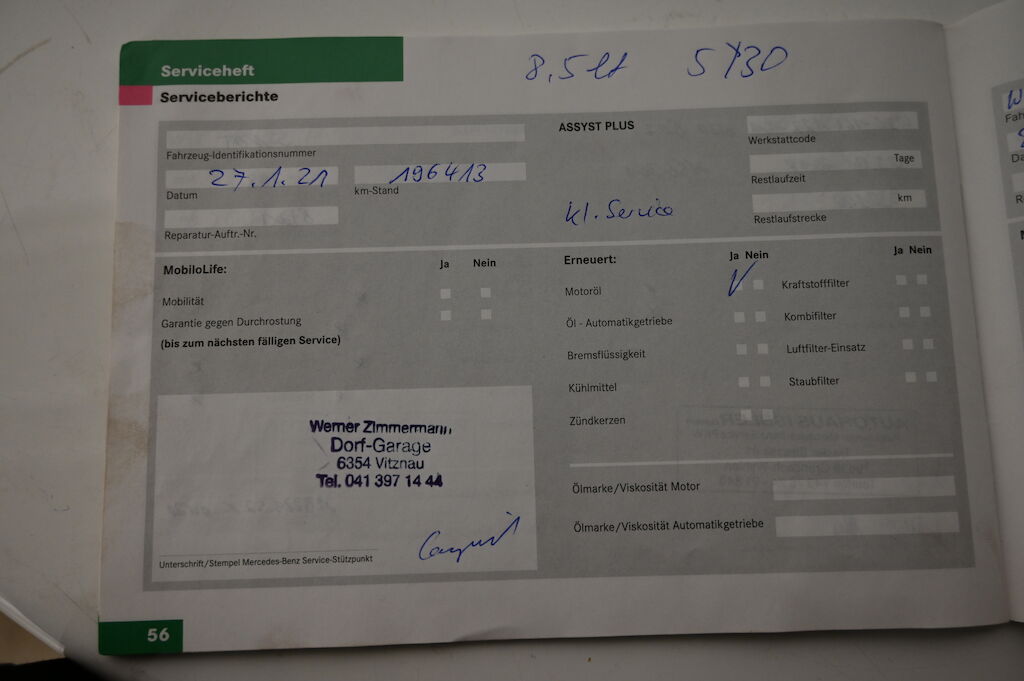 Serviceheft
8,5 lt 5 Y30
Serviceberichte
Fahrzeug-Identifikationsnummer
27.1.21
Datum
196413
km-Stand
Reparatur-Auftr.-Nr.
ASSYST PLUS
kl. Service
Werkstattcode
Tage
Restlaufzeit
km
Restlaufstrecke
MobiloLife:
Ja Nein
Mobilität
Garantie gegen Durchrostung
(bis zum nächsten fälligen Service)
Erneuert:
Ja Nein
Ja Nein
Motoröl
Kraftstofffilter
Öl - Automatikgetriebe
Kombifilter
Bremsflüssigkeit
Luftfilter-Einsatz
Kühlmittel
Staubfilter
Zündkerzen
Ölmarke/Viskosität Motor
Ölmarke/Viskosität Automatikgetriebe
Werner Zimmermann
Dorf-Garage
6354 Vitznau
Tel. 041 397 14 44
Unterschrift/Stempel Mercedes-Benz Service-Stützpunkt
56